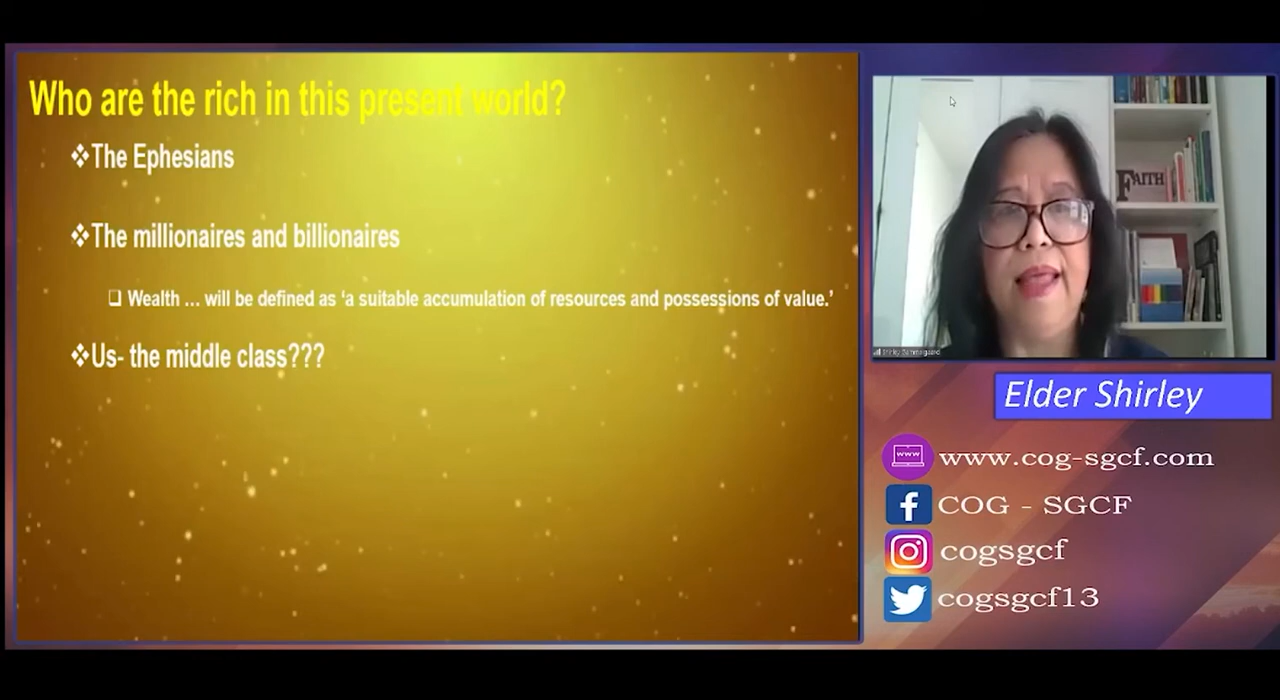 Who are the rich in this present world?
❖The Ephesians
❖The millionaires and billionaires
❑ Wealth ... will be defined as 'a suitable accumulation of resources and possessions of value.'
❖Us- the middle class???
FAITH
Elder Shirley
www
www.cog-sgcf.com
COG - SGCF
cogsgcf
cogsgcf13